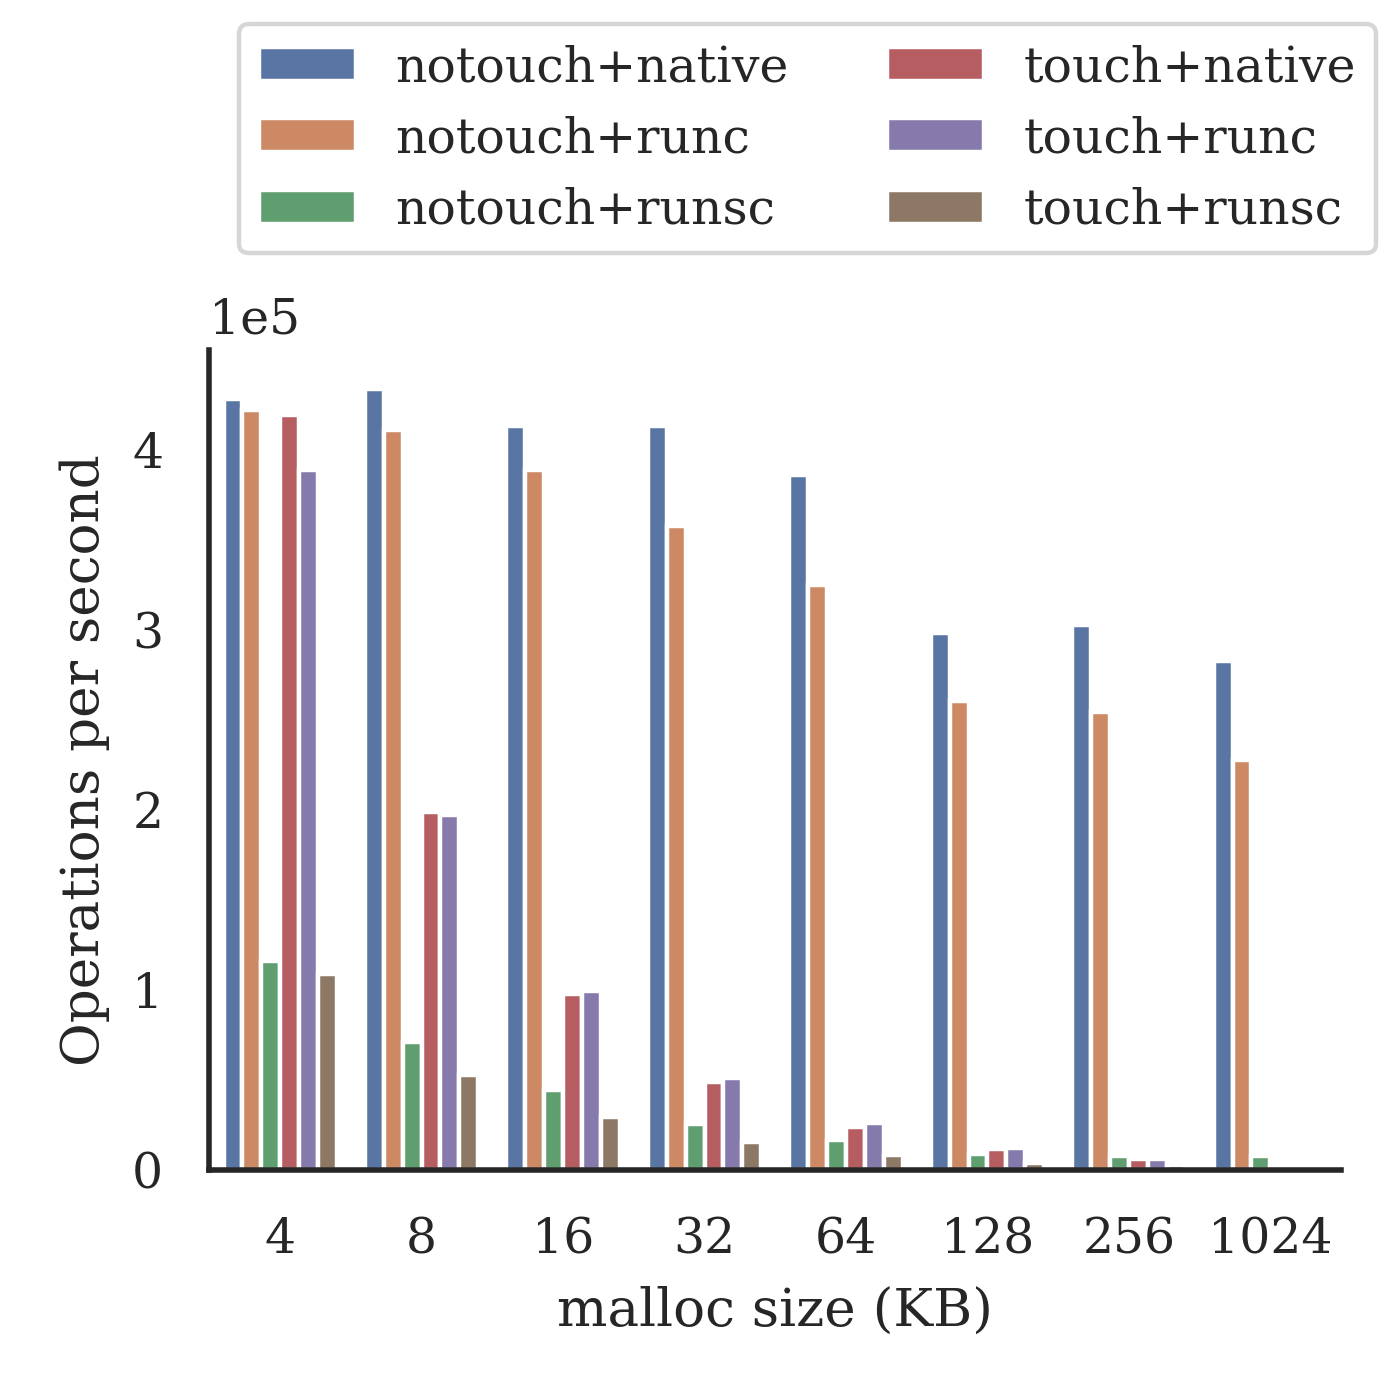 notouch+native
touch+native
notouch+runc
touch+runc
notouch+runsc
touch+runsc
1e5
4
3
2
1
0
Operations per second
4 8 16 32 64 128 256 1024
malloc size (KB)